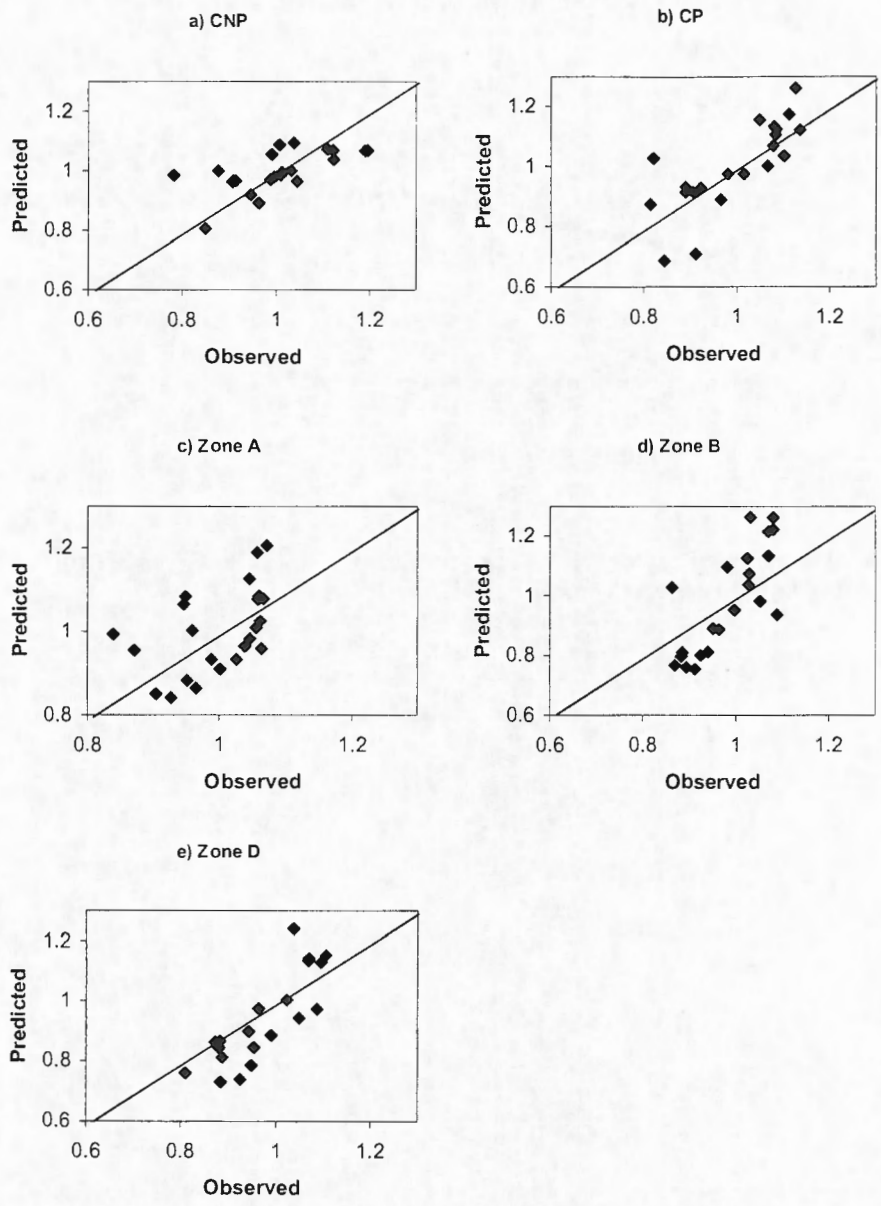 a) CNP
1.2
1
0.8
0.6
Predicted
0.6 0.8 1 1.2
Observed
b) CP
1.2
1
0.8
0.6
Predicted
0.6 0.8 1 1.2
Observed
c) Zone A
1.2
1
0.8
Predicted
0.8 1 1.2
Observed
d) Zone B
1.2
1
0.8
0.6
Predicted
0.6 0.8 1 1.2
Observed
e) Zone D
1.2
1
0.8
0.6
Predicted
0.6 0.8 1 1.2
Observed